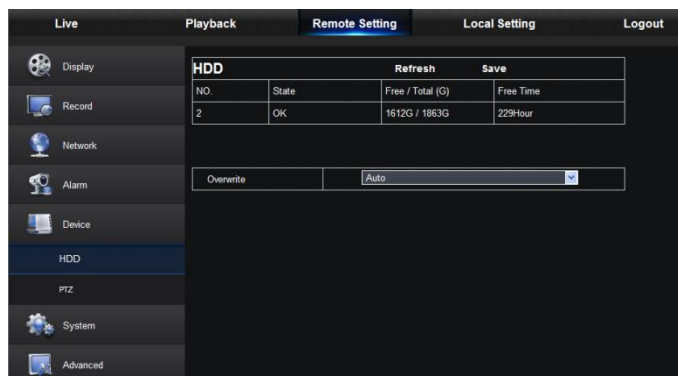 Live Playback Remote Setting Local Setting Logout
Display
Record
Network
Alarm
Device
HDD
PTZ
System
Advanced
HDD Refresh Save
NO. State Free / Total (G) Free Time
2 OK 1612G / 1863G 229Hour
Overwrite Auto